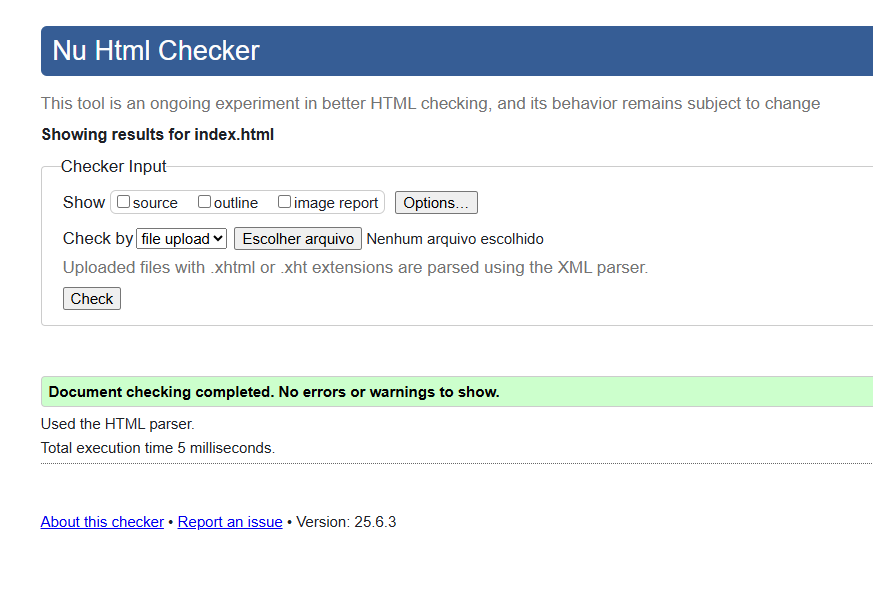 Nu Html Checker
This tool is an ongoing experiment in better HTML checking, and its behavior remains subject to change
Showing results for index.html
Checker Input
Show source outline image report Options...
Check by file upload Escolher arquivo Nenhum arquivo escolhido
Uploaded files with .xhtml or .xht extensions are parsed using the XML parser.
Check
Document checking completed. No errors or warnings to show.
Used the HTML parser.
Total execution time 5 milliseconds.
About this checker • Report an issue • Version: 25.6.3